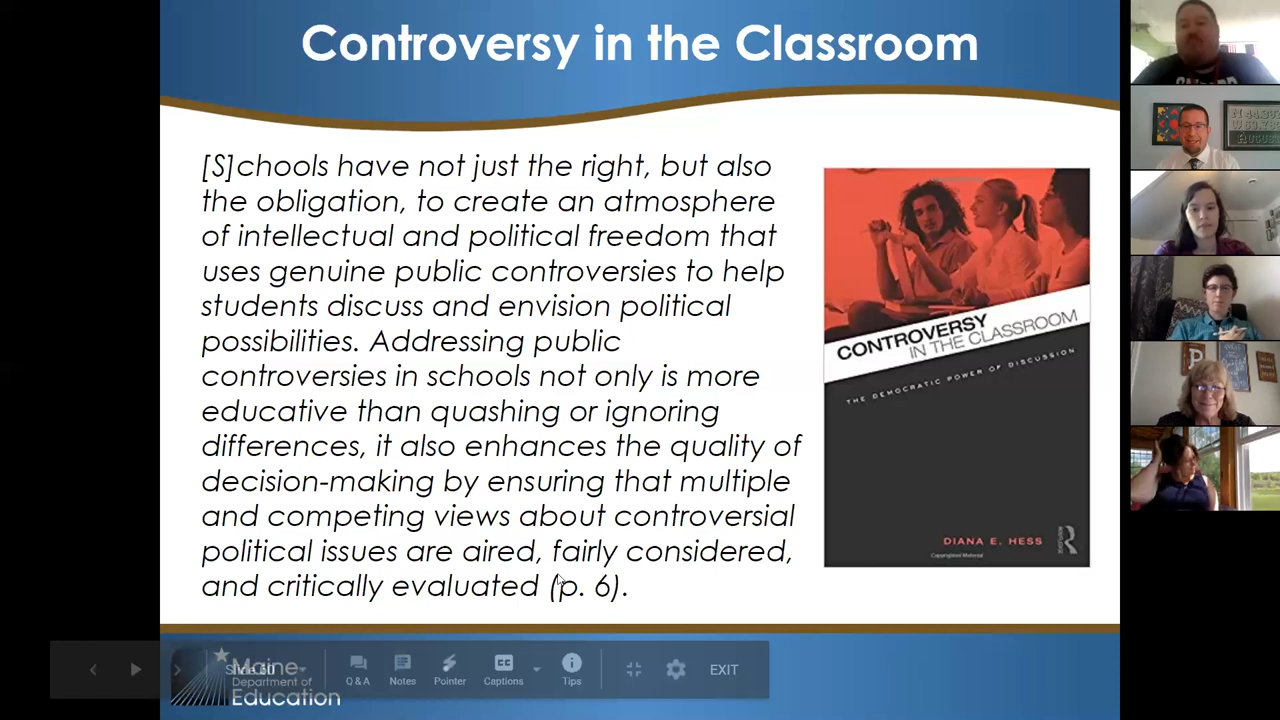 Controversy in the Classroom
[S]chools have not just the right, but also
the obligation, to create an atmosphere
of intellectual and political freedom that
uses genuine public controversies to help
students discuss and envision political
possibilities. Addressing public
controversies in schools not only is more
educative than quashing or ignoring
differences, it also enhances the quality of
decision-making by ensuring that multiple
and competing views about controversial
political issues are aired, fairly considered,
and critically evaluated (p. 6).
CONTROVERSY
IN THE CLASSROOM
THE DEMOCRATIC POWER OF DISCUSSION
DIANA E. HESS
Copyrighted Material
Maine
Department of
Education
Q & A
Notes
Pointer
CC
Captions
Tips
EXIT
AUGUST
P